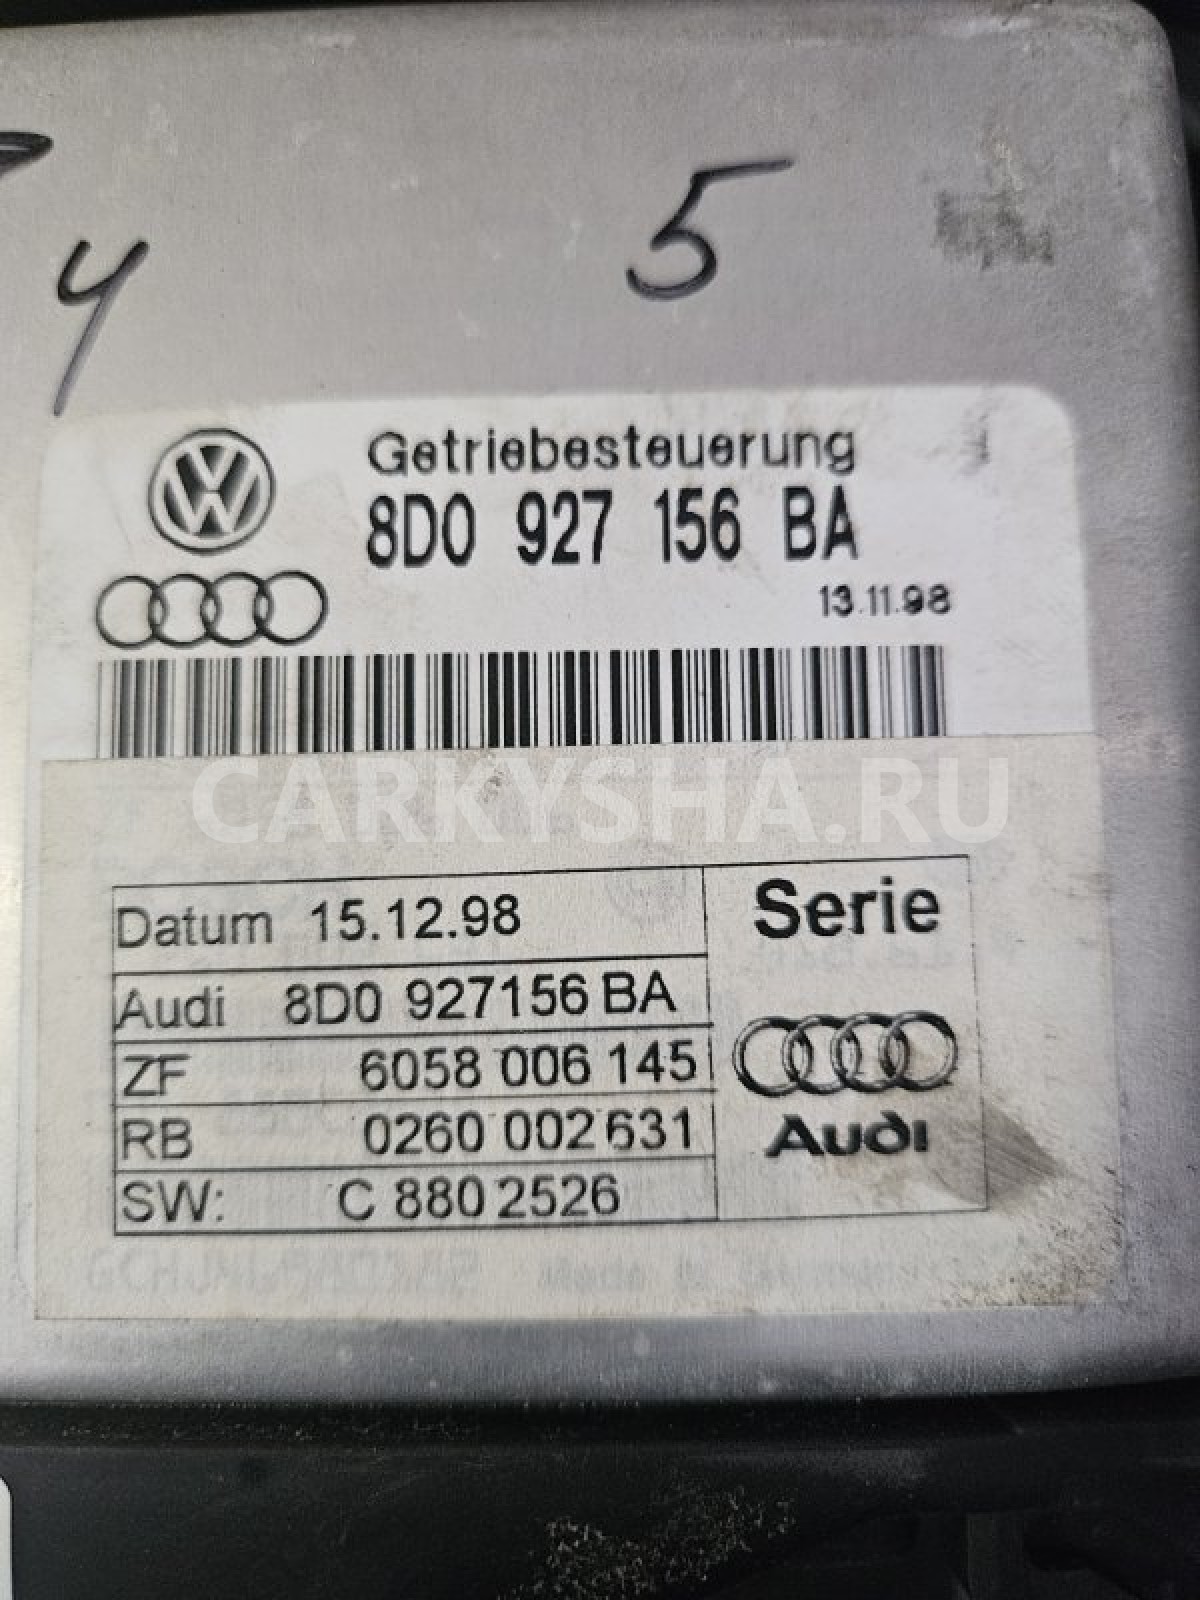 4 5
Getriebesteuerung
8D0 927 156 BA
13.11.98
CARKYSHA.RU
Datum 15.12.98
Serie
Audi 8D0 927156 BA
ZF 6058 006 145
RB 0260 002 631
Audi
SW: C 880 2526